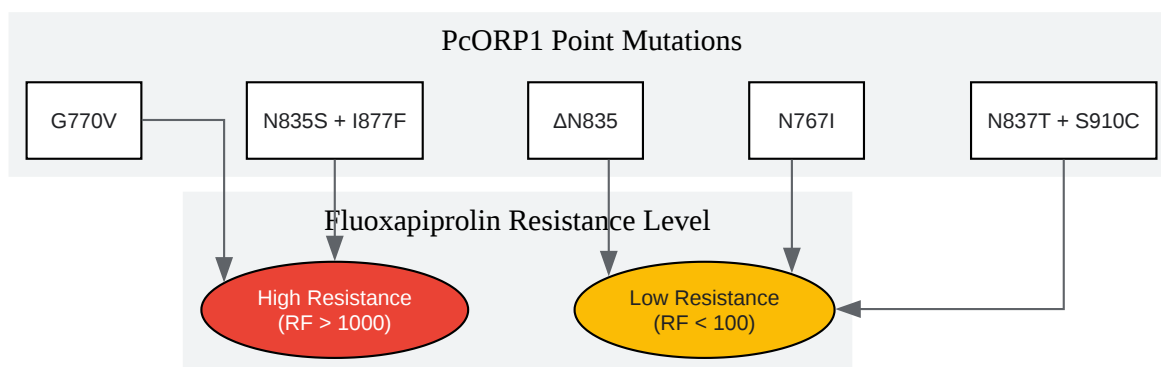 PcORP1 Point Mutations
G770V
N835S + I877F
ΔN835
N767I
N837T + S910C
Fluoxapiprolin Resistance Level
High Resistance
(RF > 1000)
Low Resistance
(RF < 100)